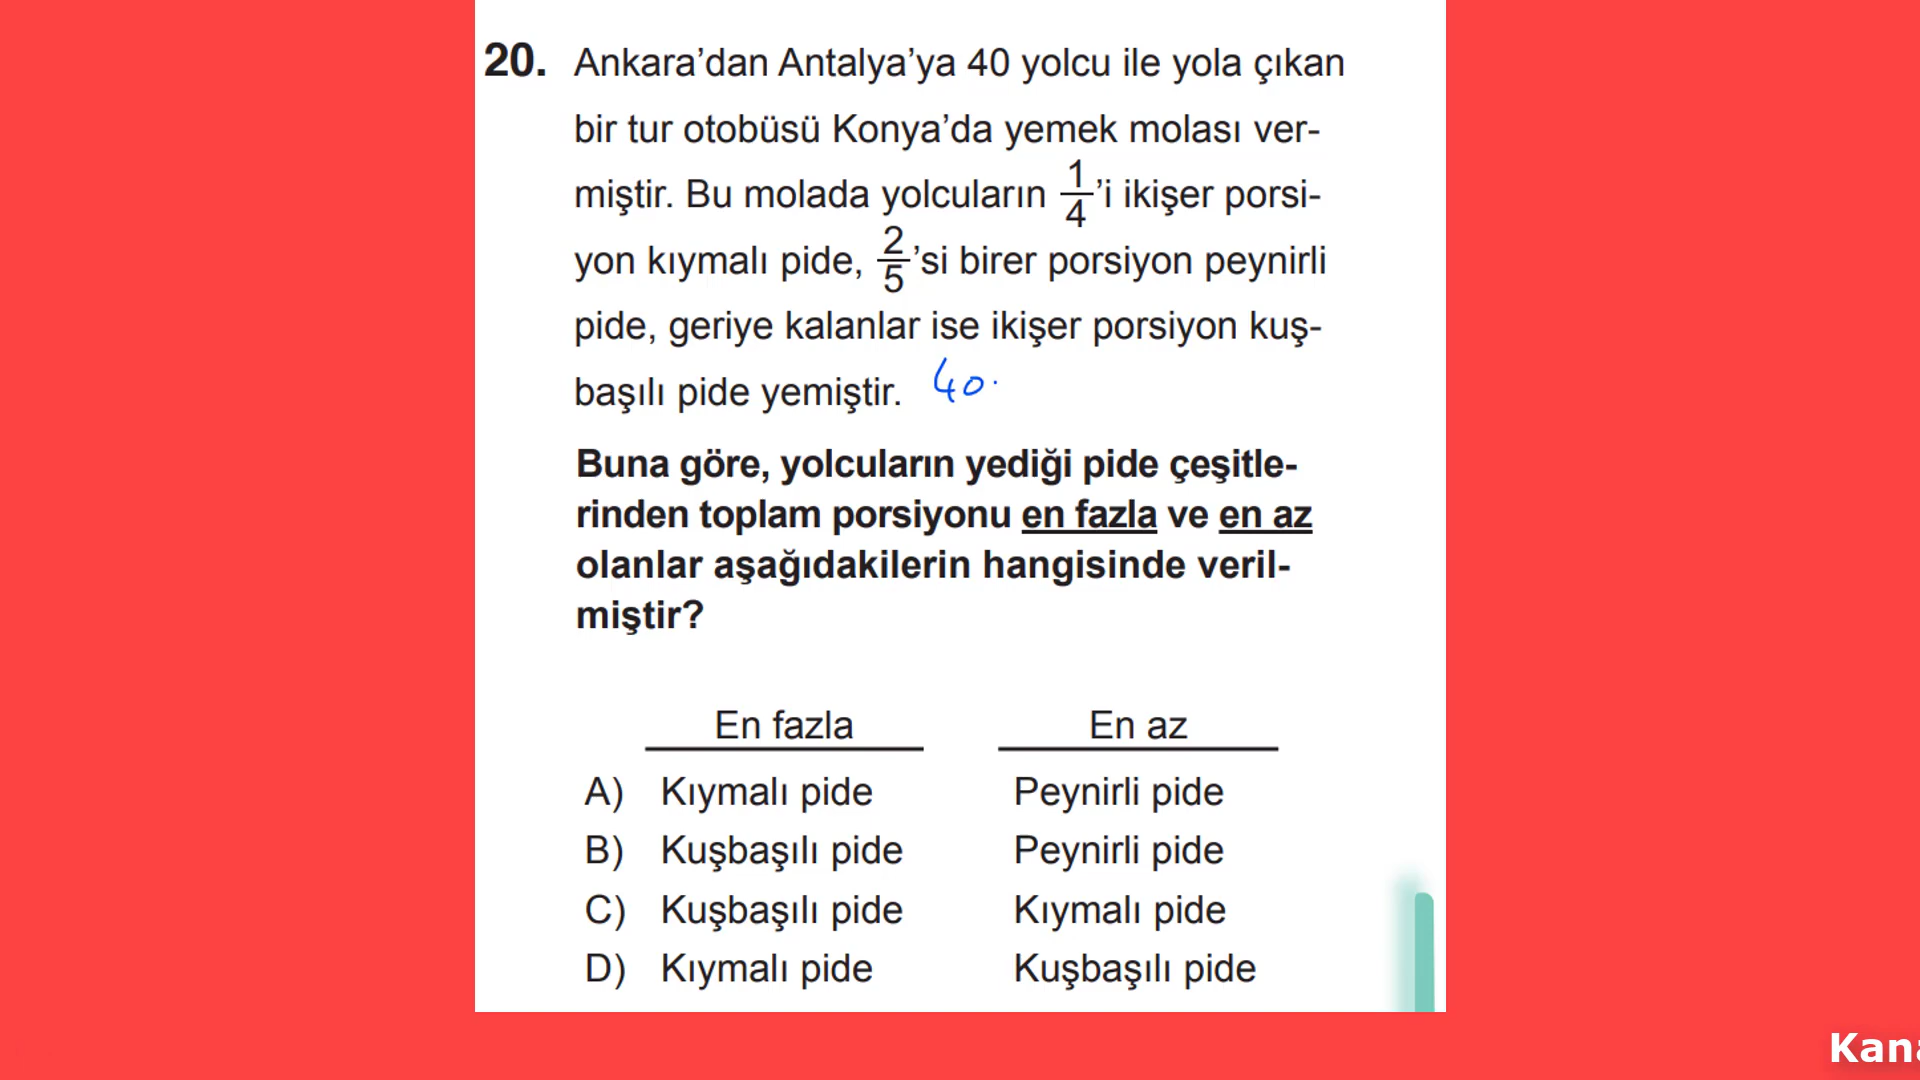 20. Ankara’dan Antalya’ya 40 yolcu ile yola çıkan
bir tur otobüsü Konya’da yemek molası ver-
miştir. Bu molada yolcuların 1/4’i ikişer porsi-
yon kıymalı pide, 2/5’si birer porsiyon peynirli
pide, geriye kalanlar ise ikişer porsiyon kuş-
başılı pide yemiştir. 40·
Buna göre, yolcuların yediği pide çeşitle-
rinden toplam porsiyonu en fazla ve en az
olanlar aşağıdakilerin hangisinde veril-
miştir?
En fazla En az
A) Kıymalı pide Peynirli pide
B) Kuşbaşılı pide Peynirli pide
C) Kuşbaşılı pide Kıymalı pide
D) Kıymalı pide Kuşbaşılı pide